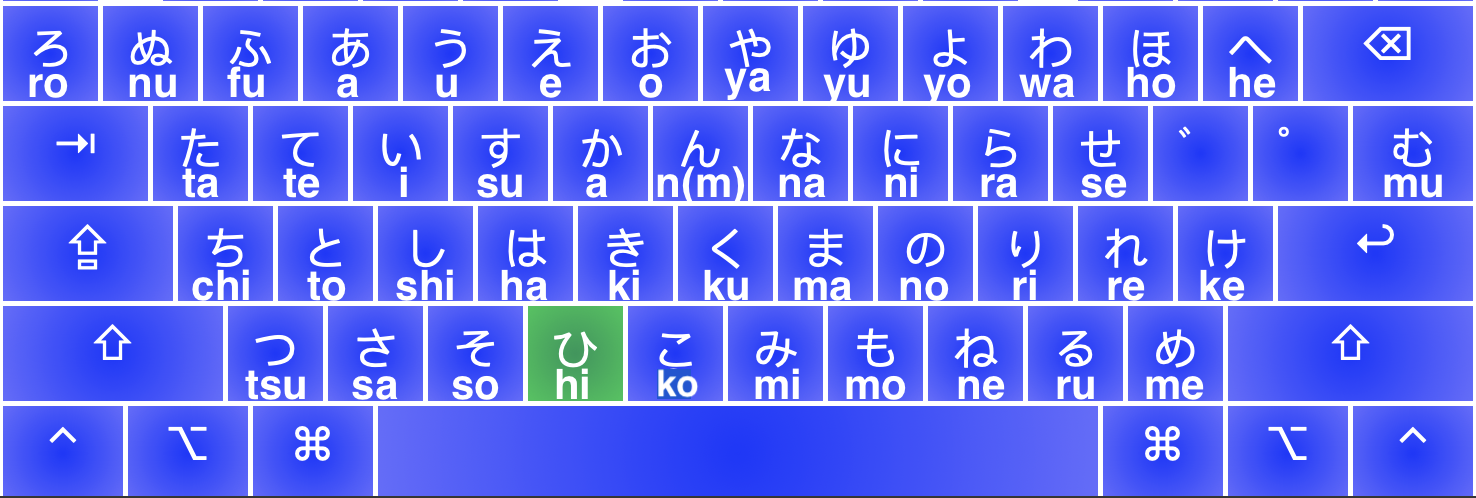 ろ ぬ ふ あ う え お や ゆ よ わ ほ へ
ro nu fu a u e o ya yu yo wa ho he
た て い す か ん な に ら せ ゛ ゜ む
ta te i su a n(m) na ni ra se mu
ち と し は き く ま の り れ け
chi to shi ha ki ku ma no ri re ke
つ さ そ ひ こ み も ね る め
tsu sa so hi ko mi mo ne ru me